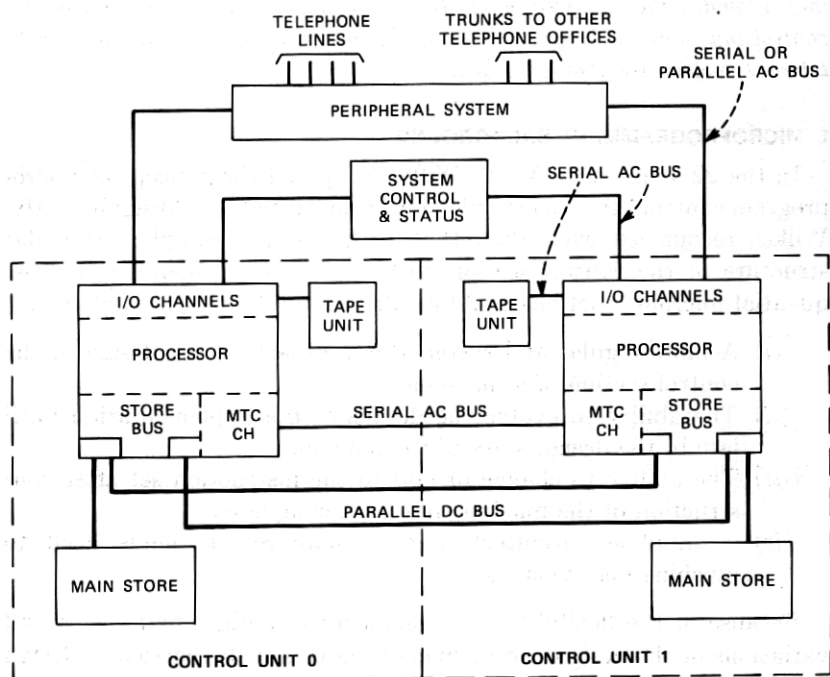 TELEPHONE
LINES
TRUNKS TO OTHER
TELEPHONE OFFICES
SERIAL OR
PARALLEL AC BUS
PERIPHERAL SYSTEM
SYSTEM
CONTROL
& STATUS
SERIAL AC BUS
I/O CHANNELS
TAPE
UNIT
TAPE
UNIT
I/O CHANNELS
PROCESSOR
PROCESSOR
STORE
BUS
MTC
CH
SERIAL AC BUS
MTC
CH
STORE
BUS
PARALLEL DC BUS
MAIN STORE
MAIN STORE
CONTROL UNIT 0
CONTROL UNIT 1